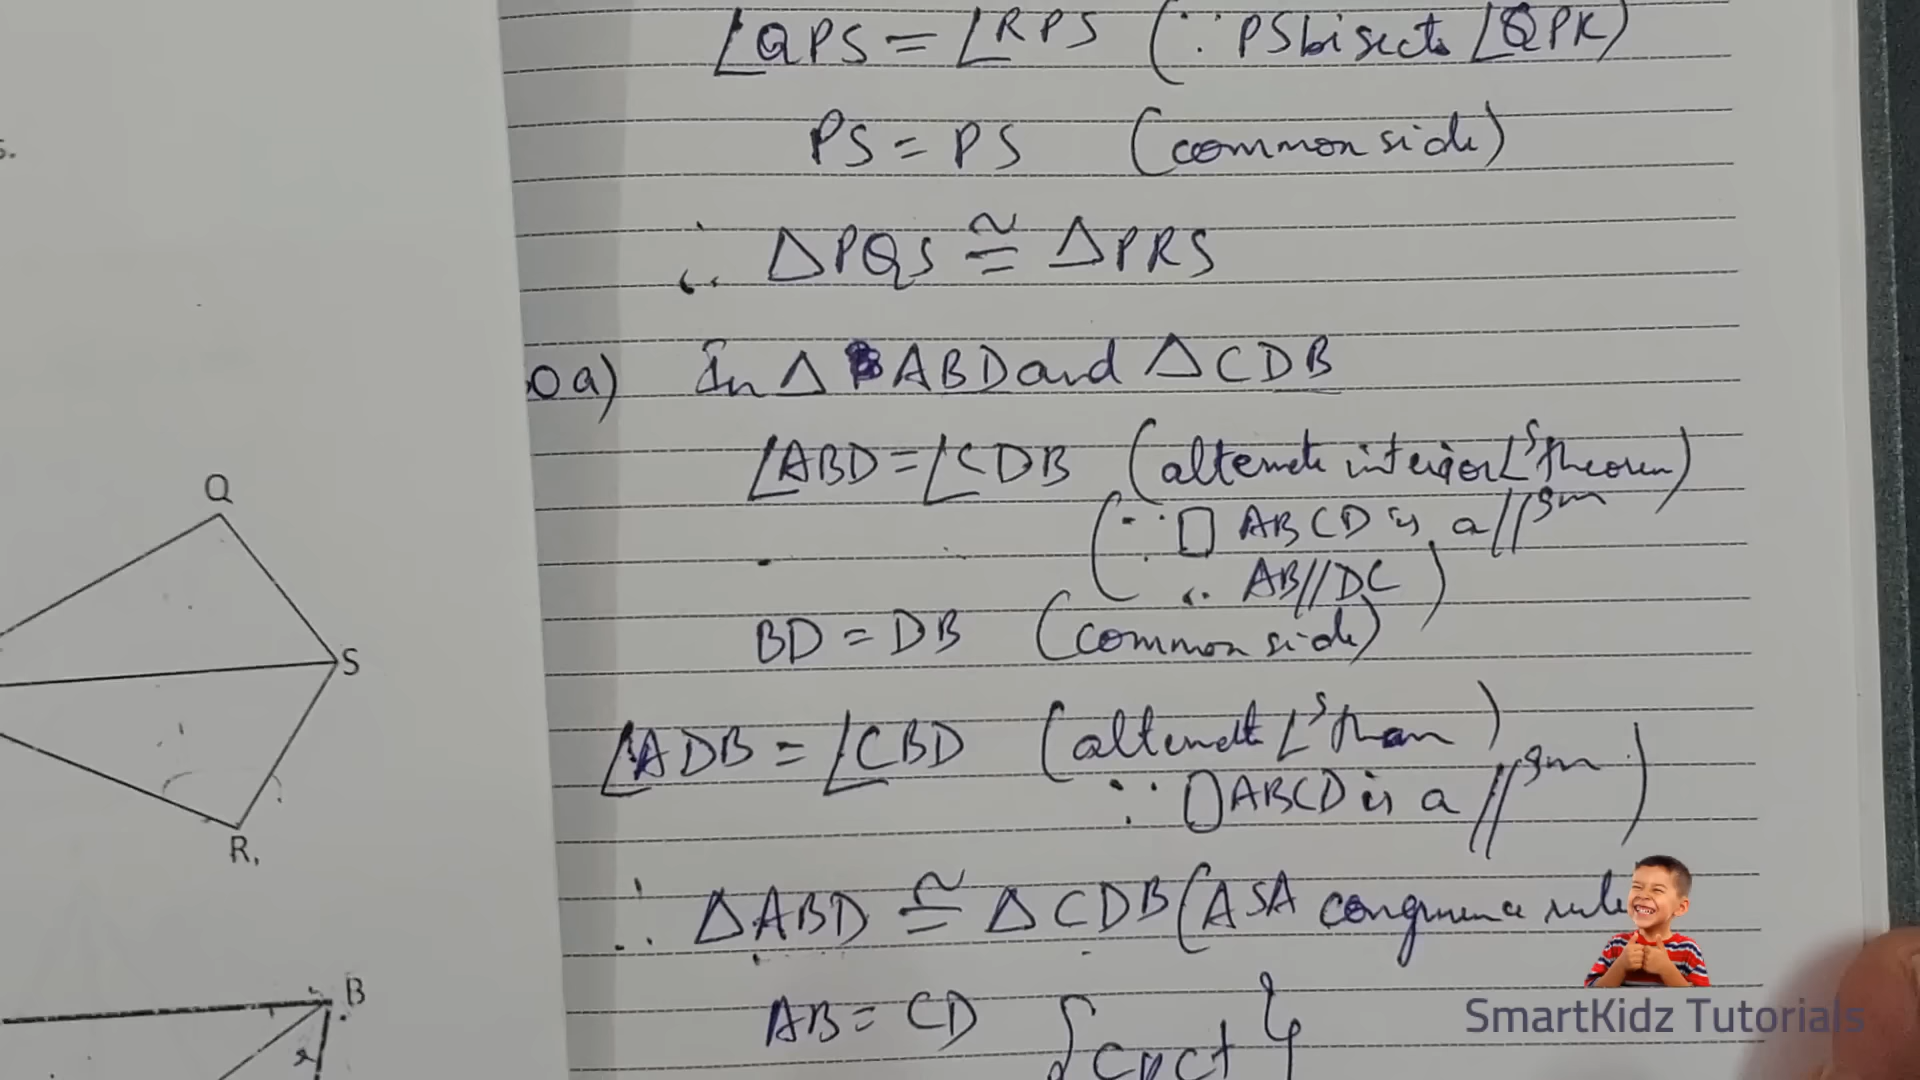 ∠QPS = ∠RPS (∵ PS bisects ∠QPR)
PS = PS (common side)
∴ △PQS ≅ △PRS
0a) In △ ABD and △CDB
∠ABD = ∠CDB (alternate interior ∠s theorem)
(∵ □ ABCD is a //gm
∴ AB//DC)
BD = DB (common side)
∠ADB = ∠CBD (alternate ∠s
∵ □ABCD is a //gm)
∴ △ABD ≅ △CDB (ASA congruence rule
AB = CD {cpct}
s.
Q
S
R.
B
SmartKidz Tutorials